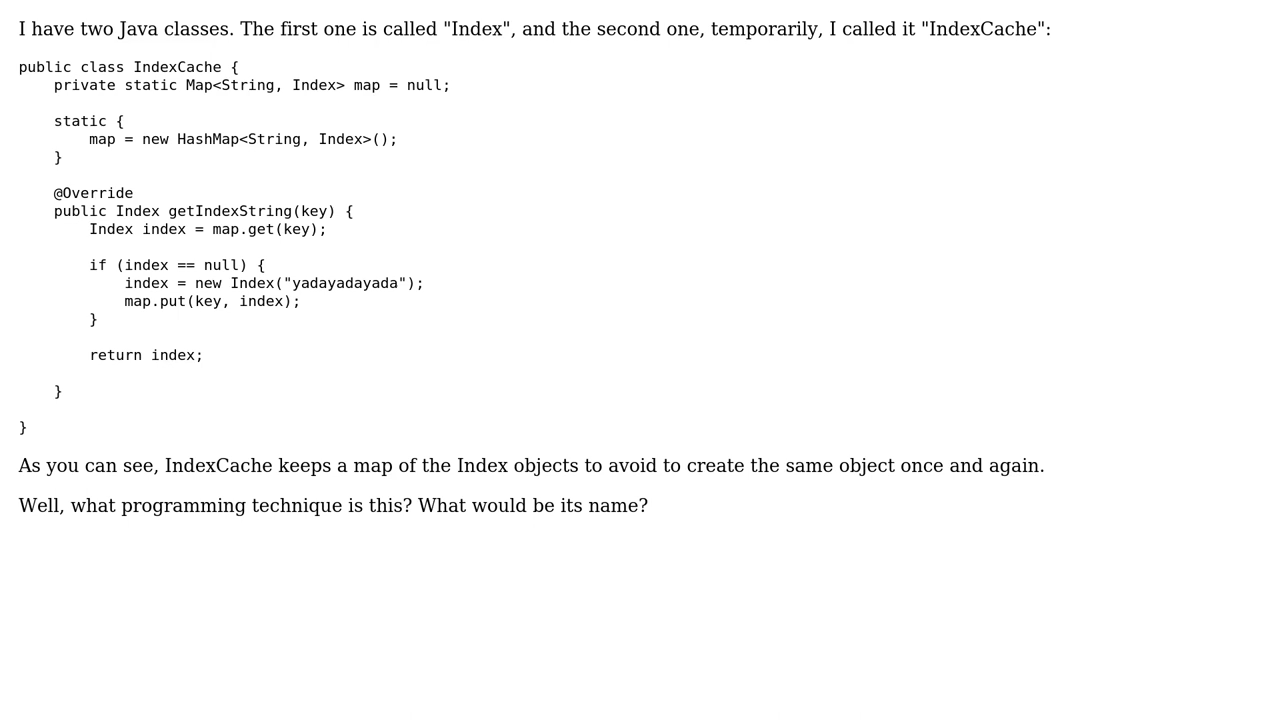 I have two Java classes. The first one is called "Index", and the second one, temporarily, I called it "IndexCache":
public class IndexCache {
    private static Map<String, Index> map = null;
    static {
        map = new HashMap<String, Index>();
    }
    @Override
    public Index getIndexString(key) {
        Index index = map.get(key);
        if (index == null) {
            index = new Index("yadayadayada");
            map.put(key, index);
        }
        return index;
    }
}
As you can see, IndexCache keeps a map of the Index objects to avoid to create the same object once and again.
Well, what programming technique is this? What would be its name?